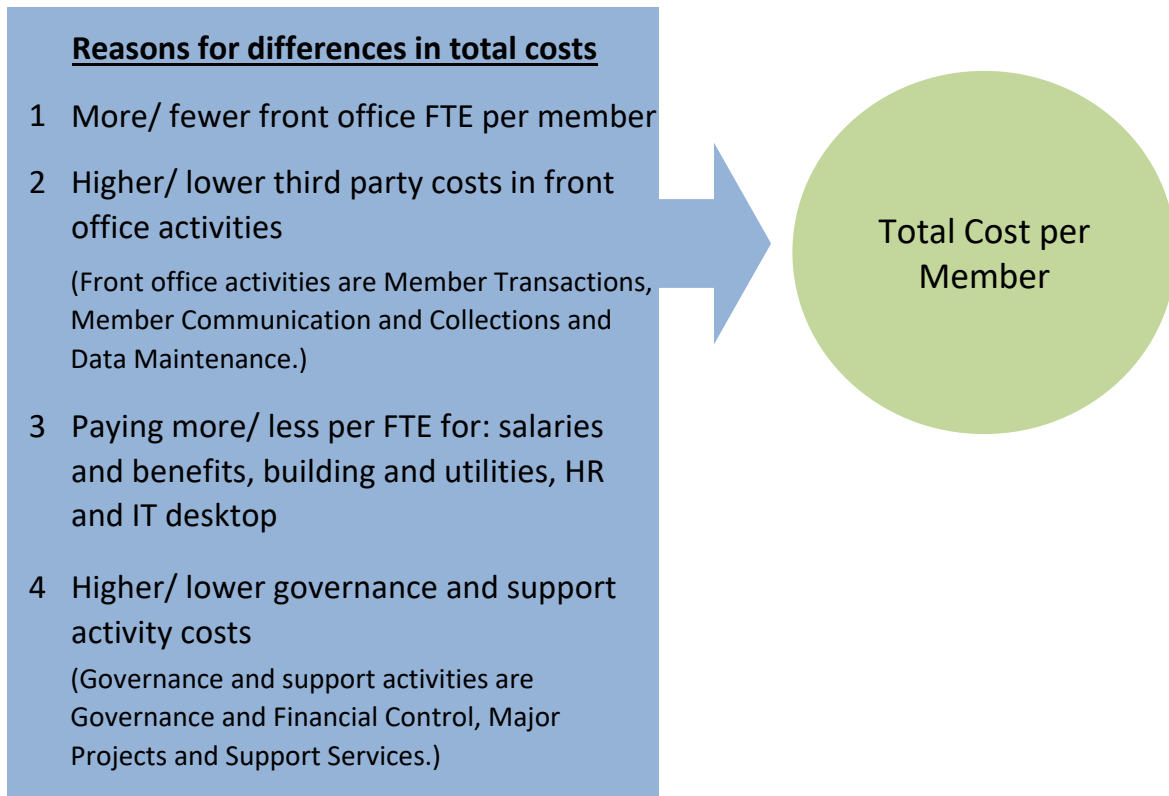 Reasons for differences in total costs
1 More/ fewer front office FTE per member
2 Higher/ lower third party costs in front
office activities
(Front office activities are Member Transactions,
Member Communication and Collections and
Data Maintenance.)
3 Paying more/ less per FTE for: salaries
and benefits, building and utilities, HR
and IT desktop
4 Higher/ lower governance and support
activity costs
(Governance and support activities are
Governance and Financial Control, Major
Projects and Support Services.)
Total Cost per
Member